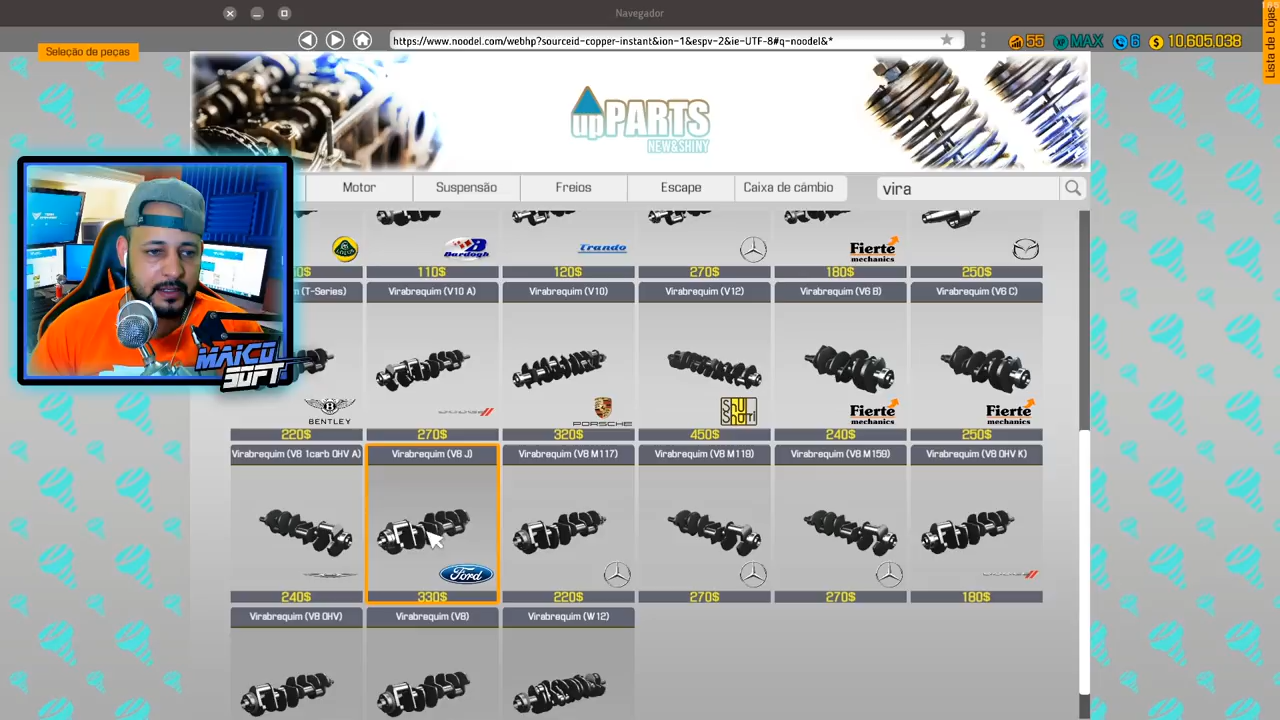 Navegador
Seleção de peças
https://www.noodel.com/webhp?sourceid-copper-instant&ion-1&espv-2&ie-UTF-8#q-noodel&*
55
XP MAX
6
$ 10,605,038
Lista de Lojas
upPARTS
NEW&SHINY
Motor
Suspensão
Freios
Escape
Caixa de câmbio
vira
Bardogh
Trando
Fierte
mechanics
110$
120$
270$
180$
250$
(T-Series)
Virabrequim (V10 A)
Virabrequim (V10)
Virabrequim (V12)
Virabrequim (V6 B)
Virabrequim (V6 C)
MAICO
SOFT
BENTLEY
PORSCHE
Fierte
mechanics
Fierte
mechanics
220$
270$
320$
450$
240$
250$
Virabrequim (V8 1carb OHV A)
Virabrequim (V8 J)
Virabrequim (V8 M117)
Virabrequim (V8 M119)
Virabrequim (V8 M159)
Virabrequim (V8 OHV K)
Ford
240$
330$
220$
270$
270$
180$
Virabrequim (V8 OHV)
Virabrequim (V8)
Virabrequim (W12)